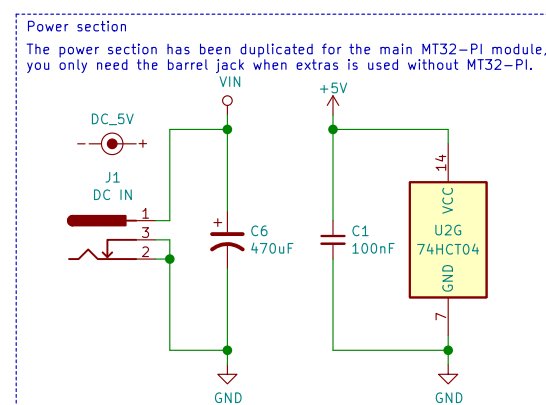 Power section
The power section has been duplicated for the main MT32-PI module,
you only need the barrel jack when extras is used without MT32-PI.
VIN
+5V
DC_5V
- +
J1
DC IN
1
3
2
+
C6
470uF
C1
100nF
14
VCC
U2G
74HCT04
GND
7
GND
GND